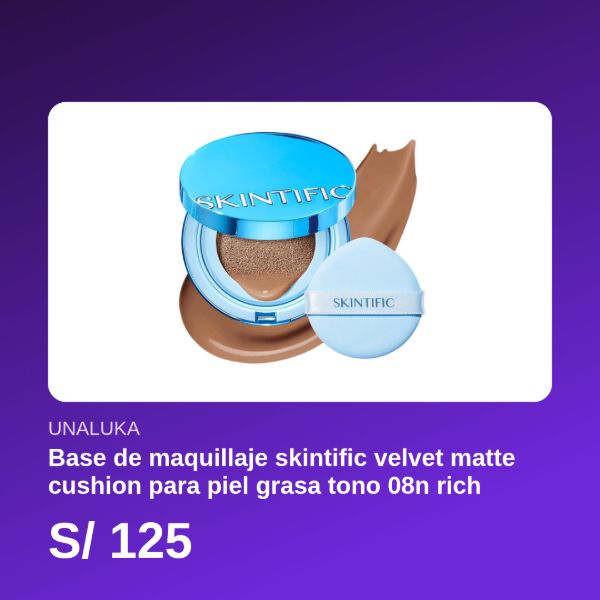 SKINTIFIC
SKINTIFIC
UNALUKA
Base de maquillaje skintific velvet matte
cushion para piel grasa tono 08n rich
S/ 125